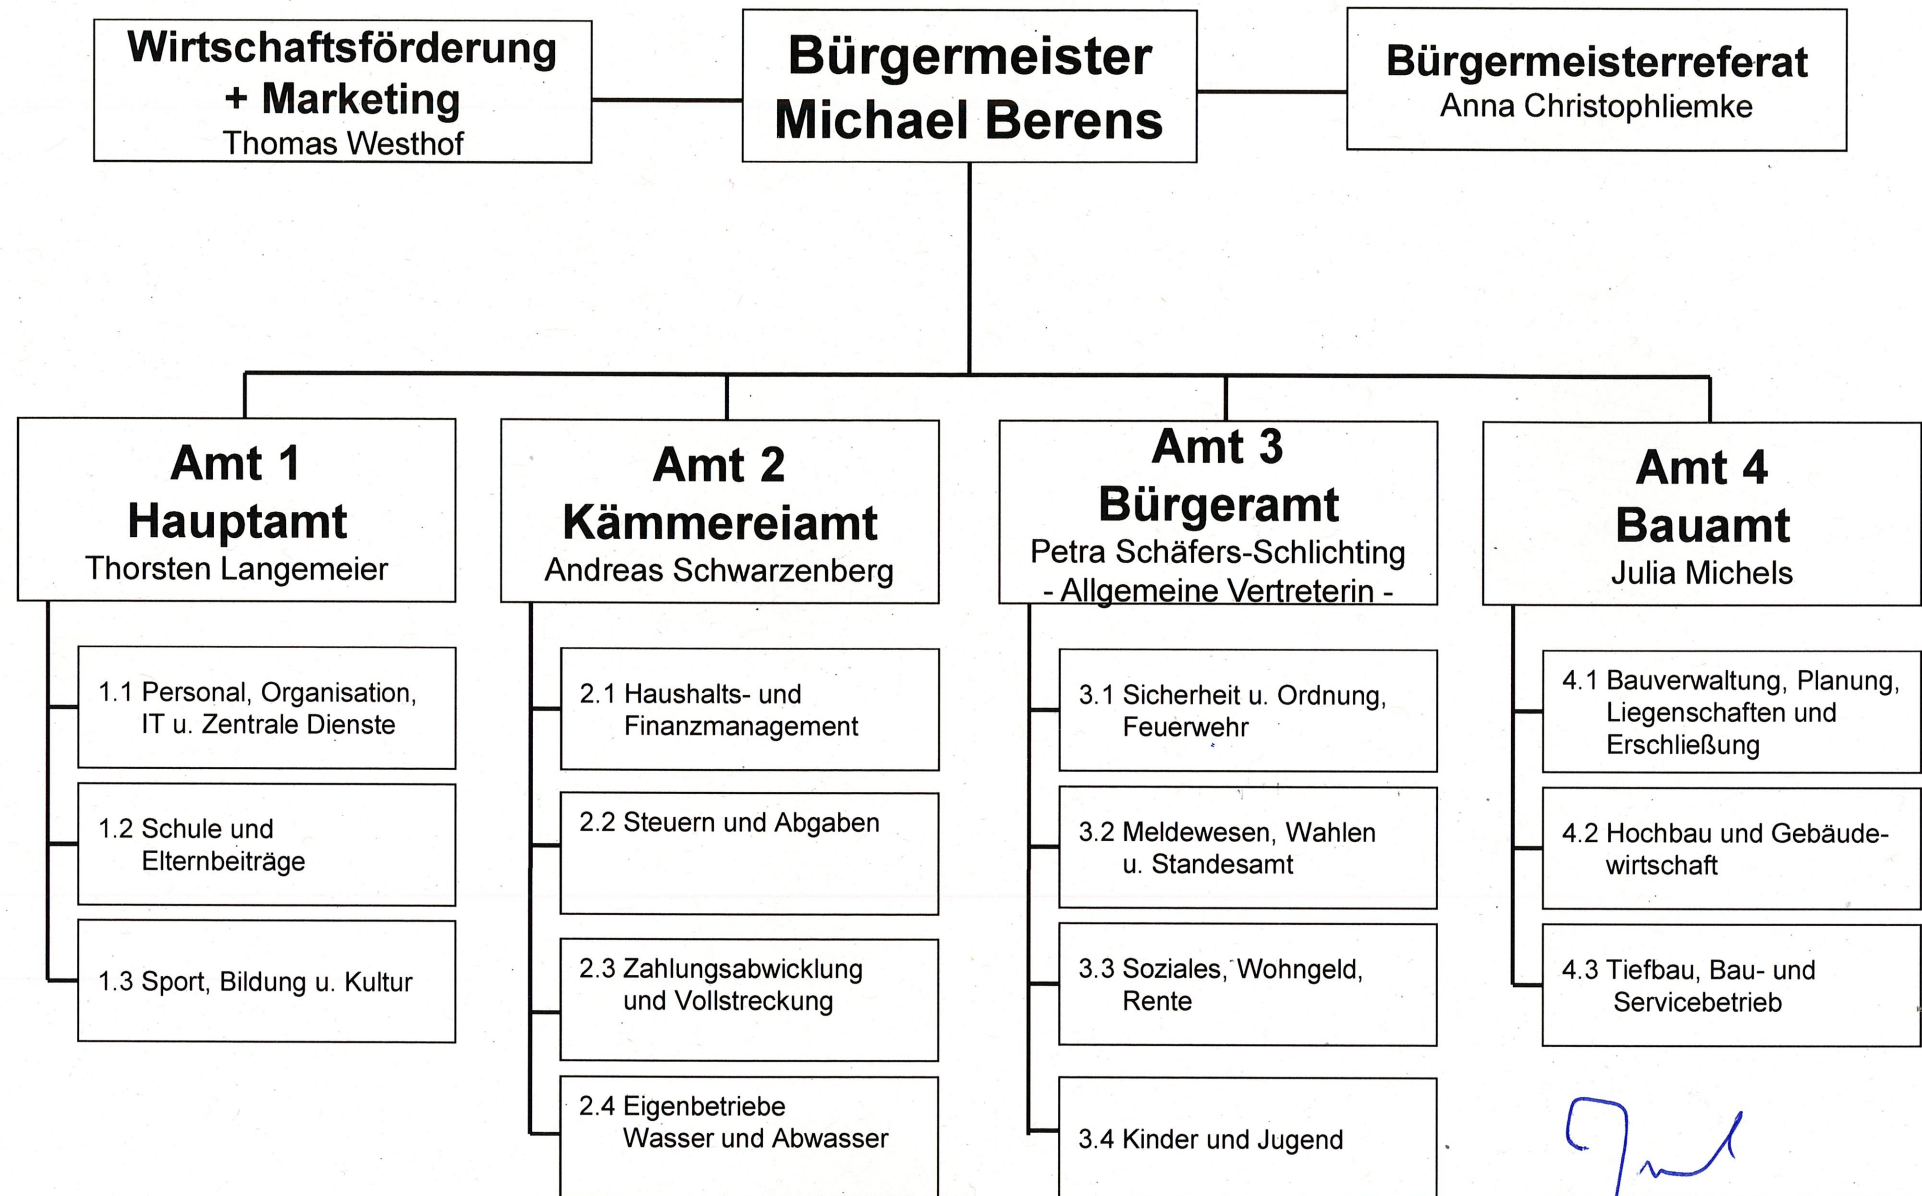 Wirtschaftsförderung
+ Marketing
Thomas Westhof
Bürgermeister
Michael Berens
Bürgermeisterreferat
Anna Christophliemke
Amt 1
Hauptamt
Thorsten Langemeier
1.1 Personal, Organisation,
IT u. Zentrale Dienste
1.2 Schule und
Elternbeiträge
1.3 Sport, Bildung u. Kultur
Amt 2
Kämmereiamt
Andreas Schwarzenberg
2.1 Haushalts- und
Finanzmanagement
2.2 Steuern und Abgaben
2.3 Zahlungsabwicklung
und Vollstreckung
2.4 Eigenbetriebe
Wasser und Abwasser
Amt 3
Bürgeramt
Petra Schäfers-Schlichting
- Allgemeine Vertreterin -
3.1 Sicherheit u. Ordnung,
Feuerwehr
3.2 Meldewesen, Wahlen
u. Standesamt
3.3 Soziales, Wohngeld,
Rente
3.4 Kinder und Jugend
Amt 4
Bauamt
Julia Michels
4.1 Bauverwaltung, Planung,
Liegenschaften und
Erschließung
4.2 Hochbau und Gebäude-
wirtschaft
4.3 Tiefbau, Bau- und
Servicebetrieb